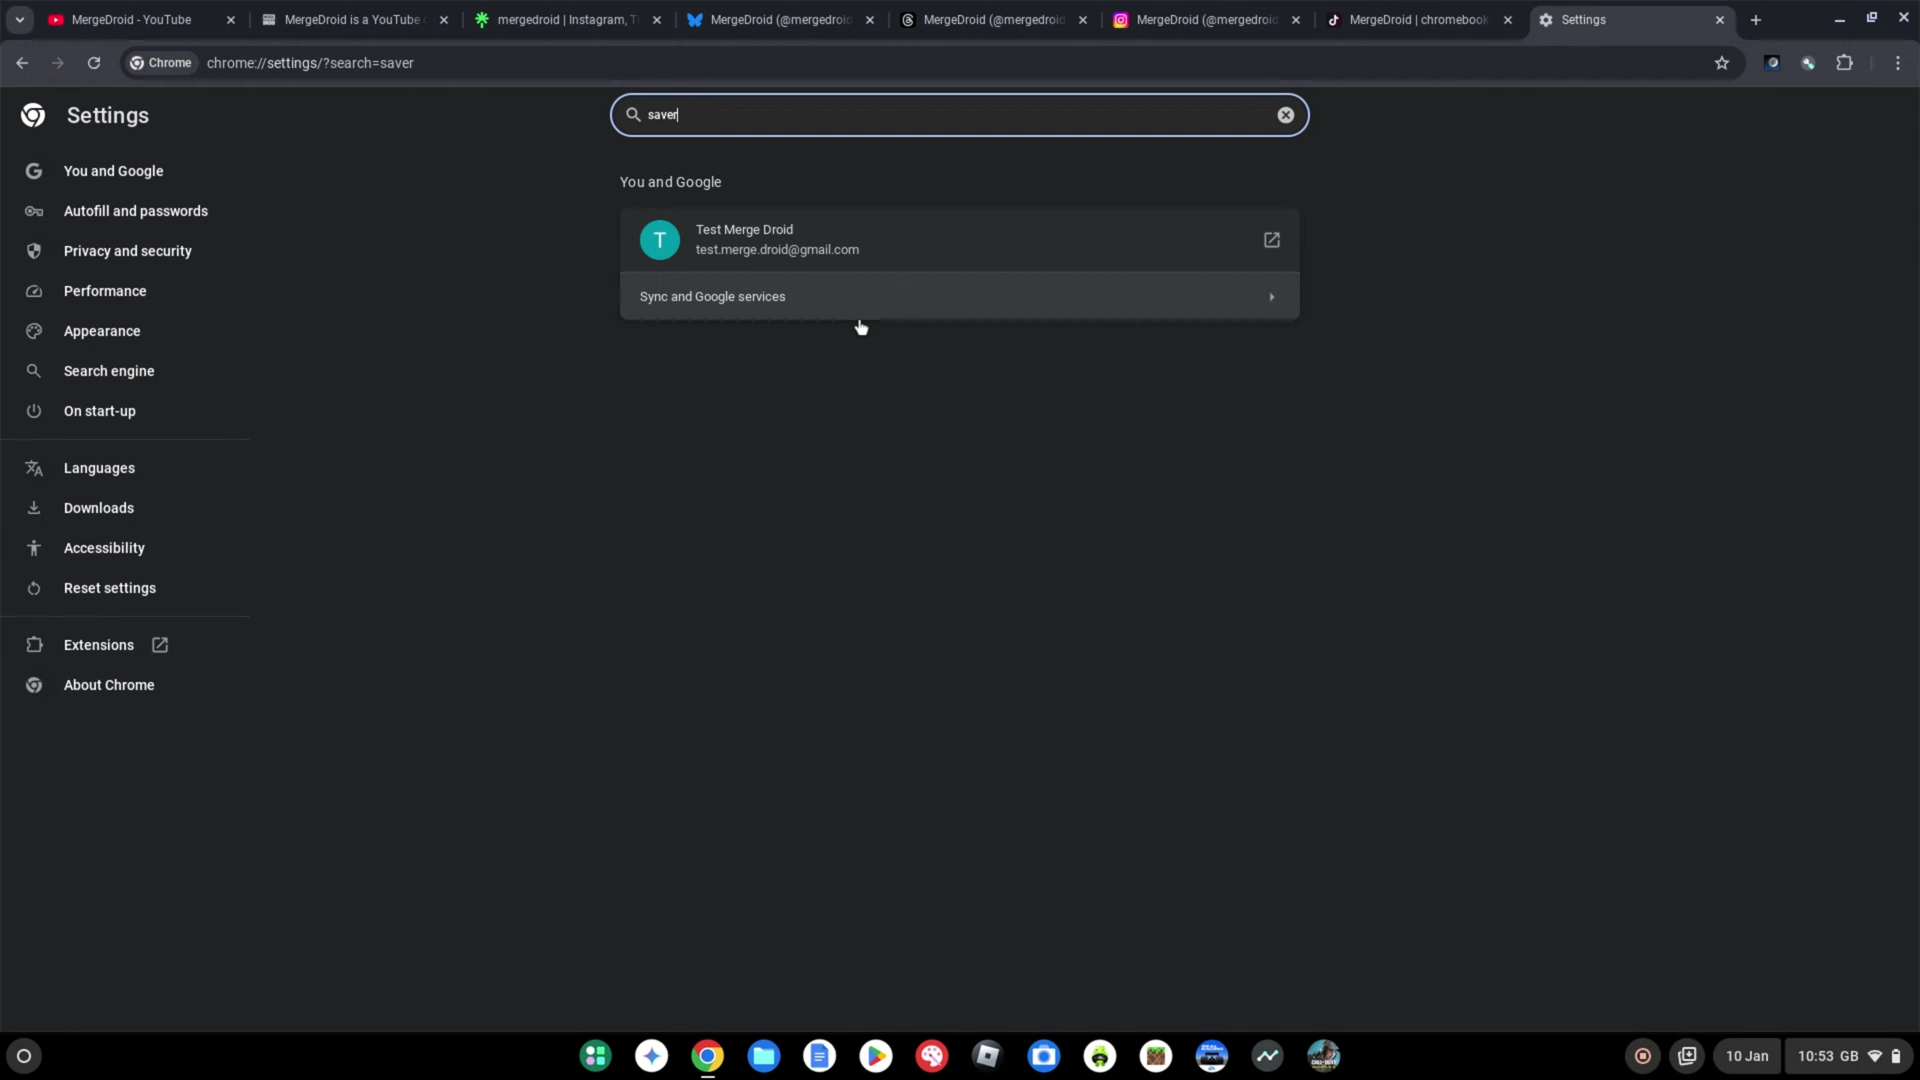 MergeDroid - YouTube
MergeDroid is a YouTube
mergedroid | Instagram, T
MergeDroid (@mergedroid
MergeDroid (@mergedroid
MergeDroid (@mergedroid
MergeDroid | chromebook
Settings
Chrome
chrome://settings/?search=saver
Settings
saver
You and Google
Autofill and passwords
Privacy and security
Performance
Appearance
Search engine
On start-up
Languages
Downloads
Accessibility
Reset settings
Extensions
About Chrome
You and Google
T
Test Merge Droid
test.merge.droid@gmail.com
Sync and Google services
10 Jan
10:53 GB